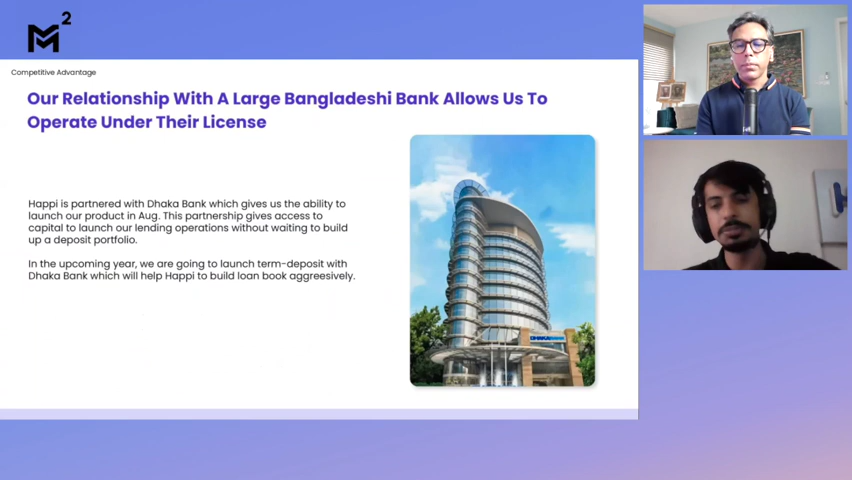 M2
Competitive Advantage
Our Relationship With A Large Bangladeshi Bank Allows Us To
Operate Under Their License
Happi is partnered with Dhaka Bank which gives us the ability to
launch our product in Aug. This partnership gives access to
capital to launch our lending operations without waiting to build
up a deposit portfolio.
In the upcoming year, we are going to launch term-deposit with
Dhaka Bank which will help Happi to build loan book aggreesively.
DHAKA BANK